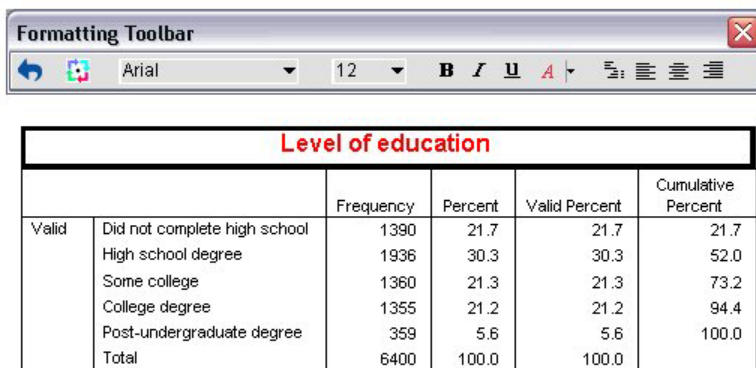 Formatting Toolbar
Arial 12 B I U A
Level of education
Frequency Percent Valid Percent Cumulative Percent
Valid Did not complete high school 1390 21.7 21.7 21.7
High school degree 1936 30.3 30.3 52.0
Some college 1360 21.3 21.3 73.2
College degree 1355 21.2 21.2 94.4
Post-undergraduate degree 359 5.6 5.6 100.0
Total 6400 100.0 100.0